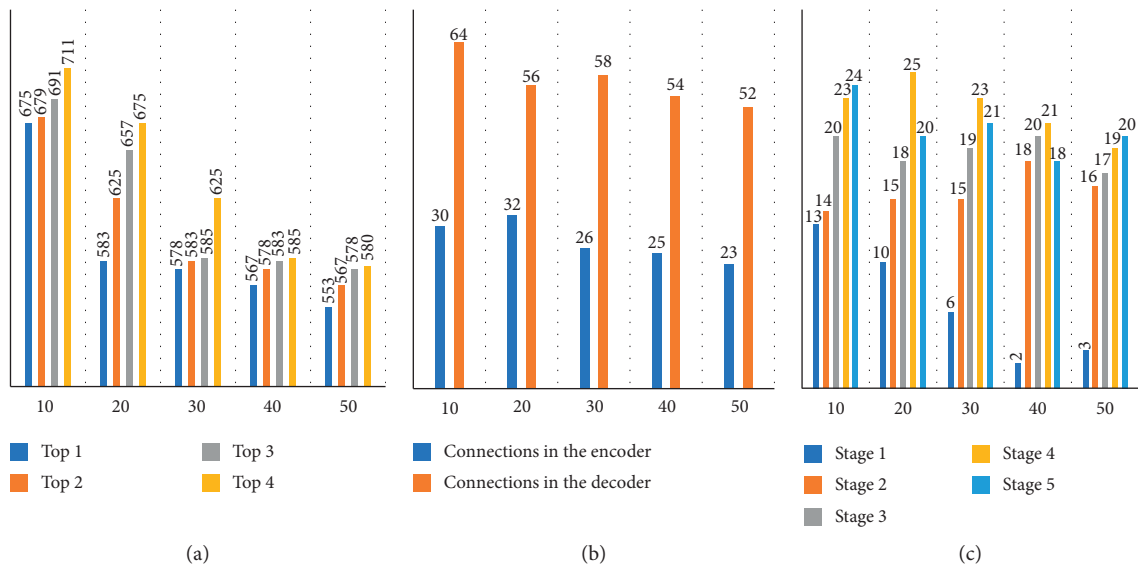 675 679 691 711 583 625 657 675 578 583 585 625 567 578 583 585 553 567 578 580
10 20 30 40 50
Top 1 Top 3
Top 2 Top 4
(a)
30 64 32 56 26 58 25 54 23 52
10 20 30 40 50
Connections in the encoder
Connections in the decoder
(b)
13 14 20 23 24 10 15 18 25 20 6 15 19 23 21 2 18 20 21 18 3 16 17 19 20
10 20 30 40 50
Stage 1 Stage 4
Stage 2 Stage 5
Stage 3
(c)